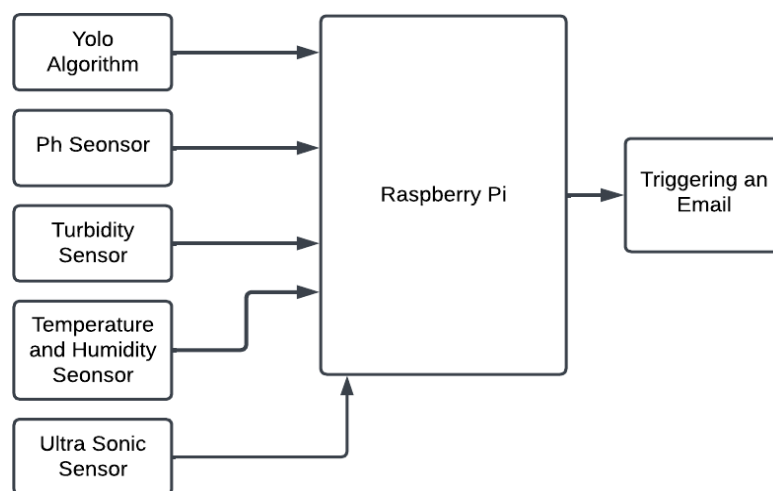 Yolo
Algorithm
Ph Seonsor
Turbidity
Sensor
Temperature
and Humidity
Seonsor
Ultra Sonic
Sensor
Raspberry Pi
Triggering an
Email